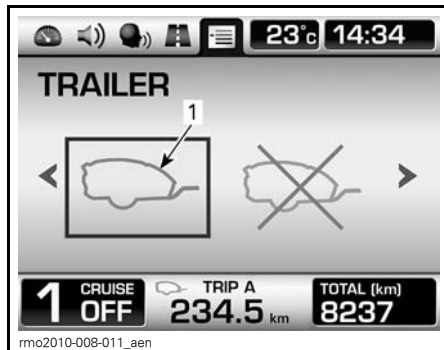 23°c 14:34
TRAILER
1
1 CRUISE OFF
TRIP A
234.5 km
TOTAL (km)
8237
rmo2010-008-011_aen